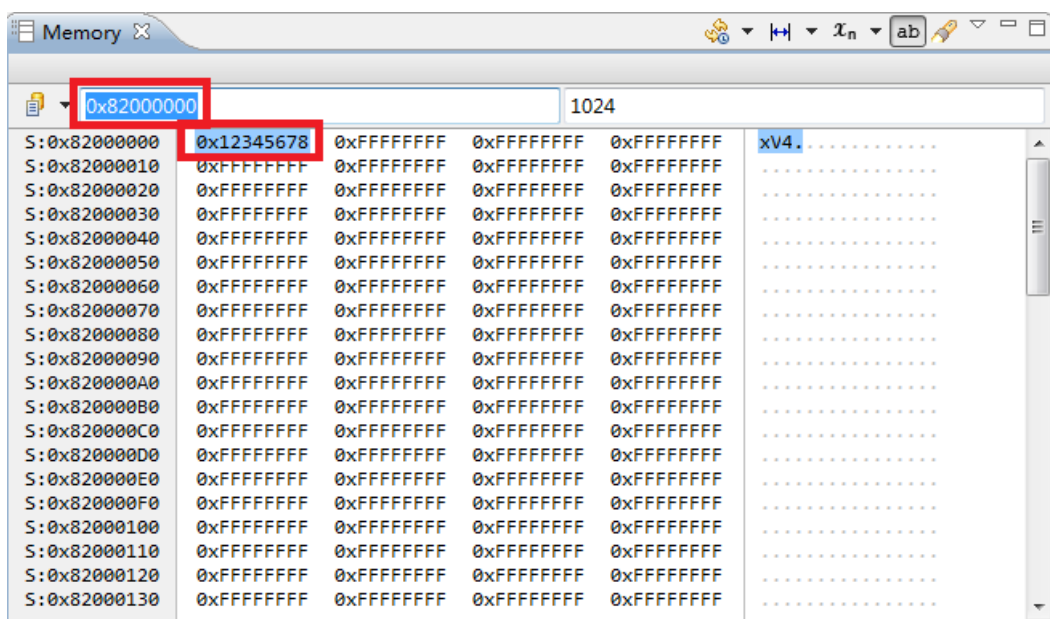 Memory
xn ab
0x82000000 1024
S:0x82000000 0x12345678 0xFFFFFFFF 0xFFFFFFFF 0xFFFFFFFF xV4.............
S:0x82000010 0xFFFFFFFF 0xFFFFFFFF 0xFFFFFFFF 0xFFFFFFFF ................
S:0x82000020 0xFFFFFFFF 0xFFFFFFFF 0xFFFFFFFF 0xFFFFFFFF ................
S:0x82000030 0xFFFFFFFF 0xFFFFFFFF 0xFFFFFFFF 0xFFFFFFFF ................
S:0x82000040 0xFFFFFFFF 0xFFFFFFFF 0xFFFFFFFF 0xFFFFFFFF ................
S:0x82000050 0xFFFFFFFF 0xFFFFFFFF 0xFFFFFFFF 0xFFFFFFFF ................
S:0x82000060 0xFFFFFFFF 0xFFFFFFFF 0xFFFFFFFF 0xFFFFFFFF ................
S:0x82000070 0xFFFFFFFF 0xFFFFFFFF 0xFFFFFFFF 0xFFFFFFFF ................
S:0x82000080 0xFFFFFFFF 0xFFFFFFFF 0xFFFFFFFF 0xFFFFFFFF ................
S:0x82000090 0xFFFFFFFF 0xFFFFFFFF 0xFFFFFFFF 0xFFFFFFFF ................
S:0x820000A0 0xFFFFFFFF 0xFFFFFFFF 0xFFFFFFFF 0xFFFFFFFF ................
S:0x820000B0 0xFFFFFFFF 0xFFFFFFFF 0xFFFFFFFF 0xFFFFFFFF ................
S:0x820000C0 0xFFFFFFFF 0xFFFFFFFF 0xFFFFFFFF 0xFFFFFFFF ................
S:0x820000D0 0xFFFFFFFF 0xFFFFFFFF 0xFFFFFFFF 0xFFFFFFFF ................
S:0x820000E0 0xFFFFFFFF 0xFFFFFFFF 0xFFFFFFFF 0xFFFFFFFF ................
S:0x820000F0 0xFFFFFFFF 0xFFFFFFFF 0xFFFFFFFF 0xFFFFFFFF ................
S:0x82000100 0xFFFFFFFF 0xFFFFFFFF 0xFFFFFFFF 0xFFFFFFFF ................
S:0x82000110 0xFFFFFFFF 0xFFFFFFFF 0xFFFFFFFF 0xFFFFFFFF ................
S:0x82000120 0xFFFFFFFF 0xFFFFFFFF 0xFFFFFFFF 0xFFFFFFFF ................
S:0x82000130 0xFFFFFFFF 0xFFFFFFFF 0xFFFFFFFF 0xFFFFFFFF ................